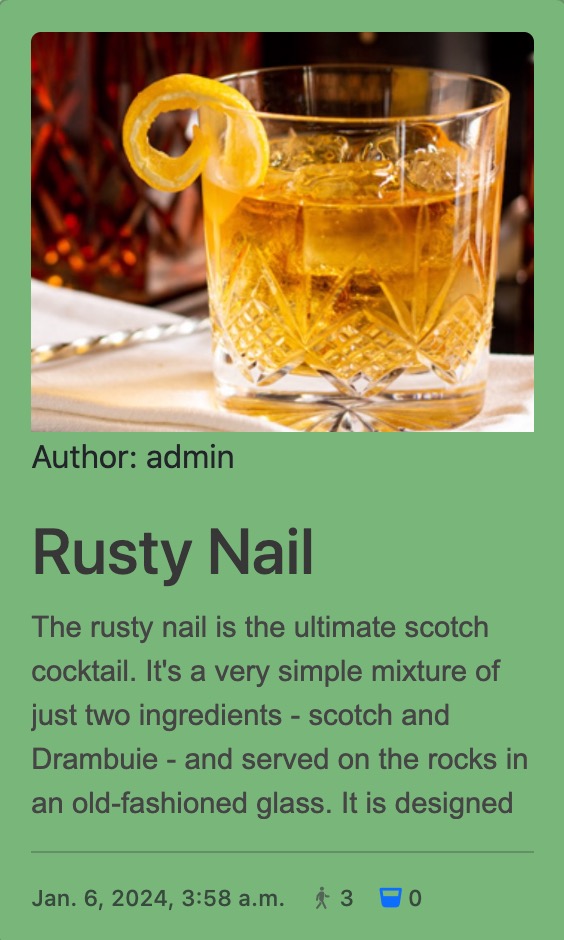 Author: admin
Rusty Nail
The rusty nail is the ultimate scotch
cocktail. It's a very simple mixture of
just two ingredients - scotch and
Drambuie - and served on the rocks in
an old-fashioned glass. It is designed
Jan. 6, 2024, 3:58 a.m. 3 0